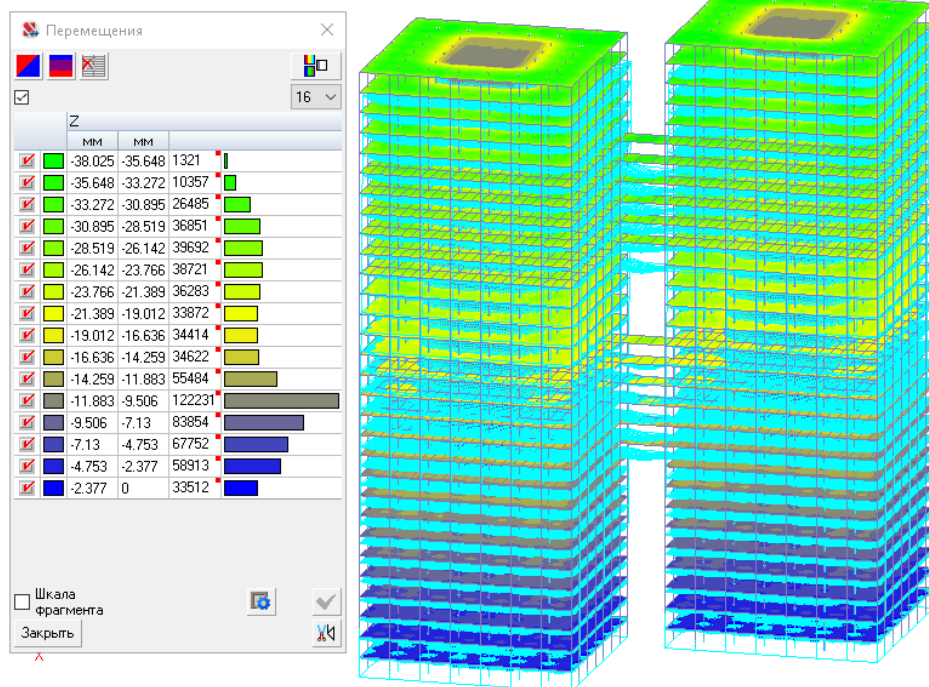 Перемещения
16
Z
мм мм
-38.025 -35.648 1321
-35.648 -33.272 10357
-33.272 -30.895 26485
-30.895 -28.519 36851
-28.519 -26.142 39692
-26.142 -23.766 38721
-23.766 -21.389 36283
-21.389 -19.012 33872
-19.012 -16.636 34414
-16.636 -14.259 34622
-14.259 -11.883 55484
-11.883 -9.506 122231
-9.506 -7.13 83854
-7.13 -4.753 67752
-4.753 -2.377 58913
-2.377 0 33512
Шкала
фрагмента
Закрыть
X